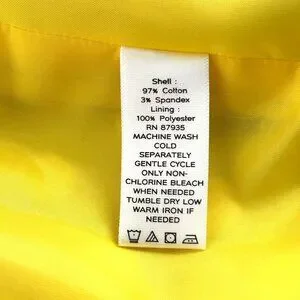 Shell :
97% Cotton
3% Spandex
Lining :
100% Polyester
RN 87935
MACHINE WASH
COLD
SEPARATELY
GENTLE CYCLE
ONLY NON-
CHLORINE BLEACH
WHEN NEEDED
TUMBLE DRY LOW
WARM IRON IF
NEEDED